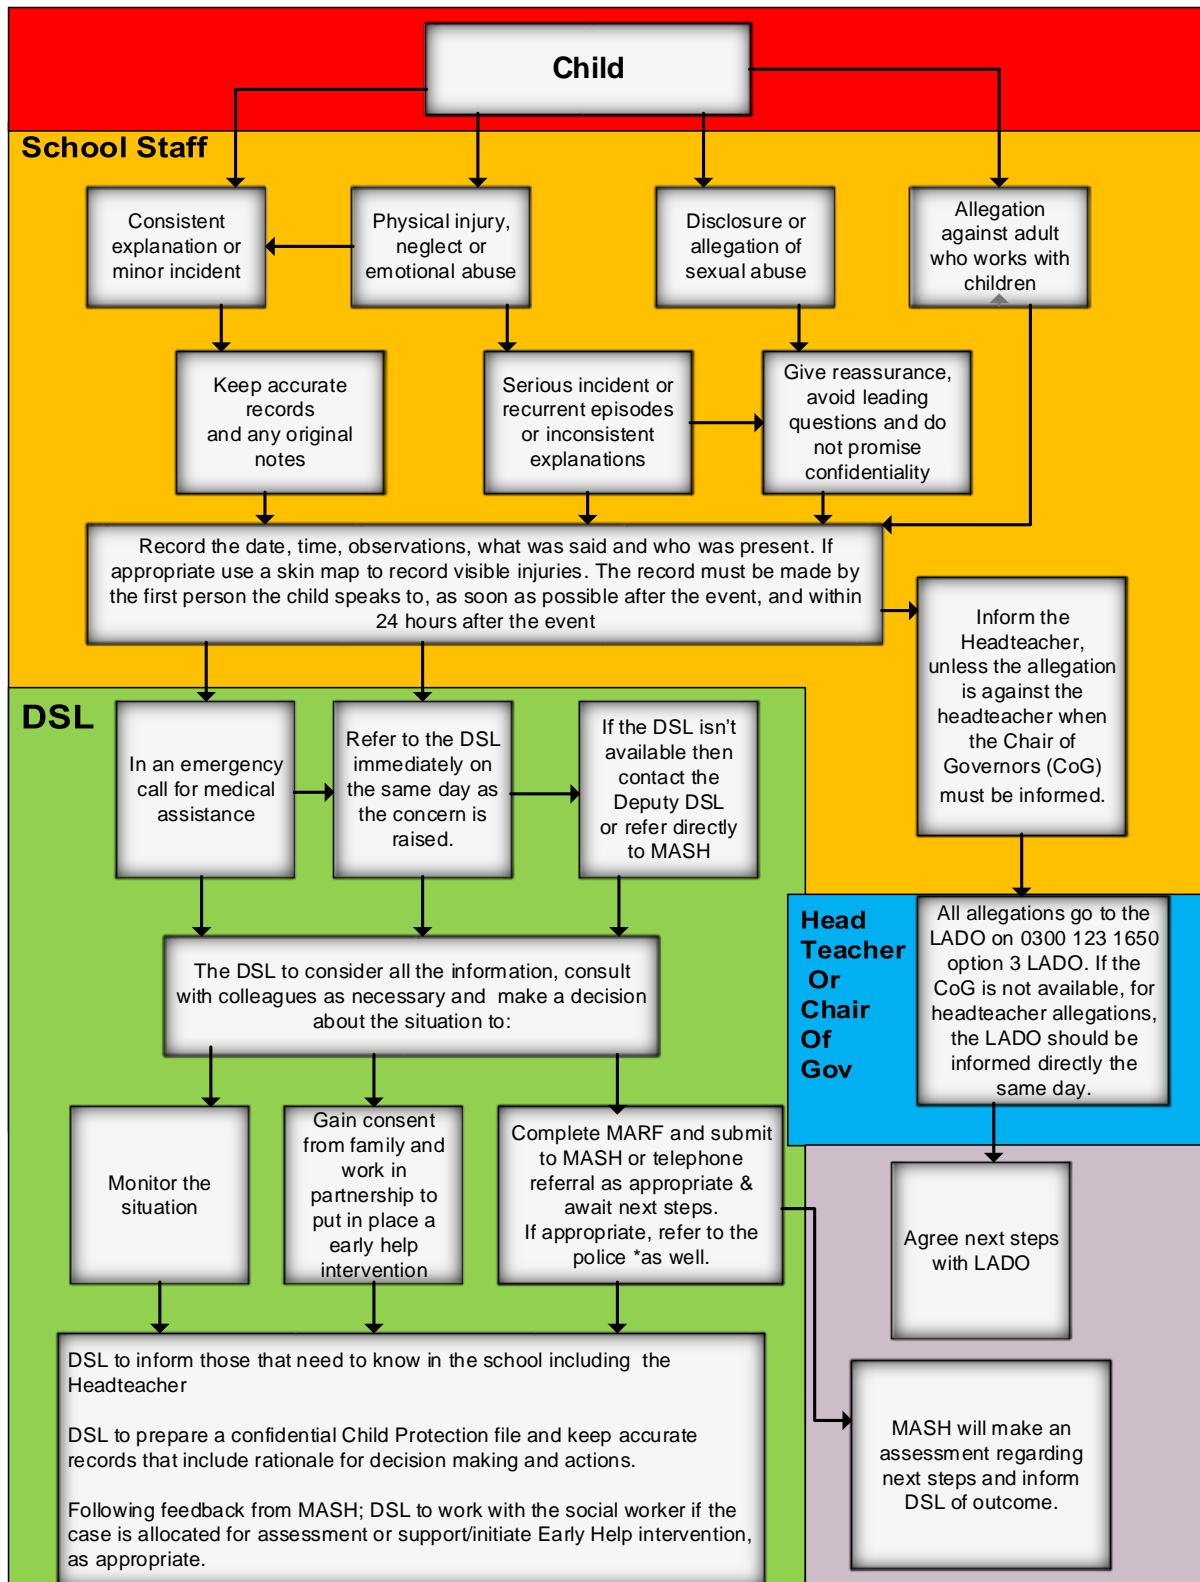 Child
School Staff
Consistent
explanation or
minor incident
Physical injury,
neglect or
emotional abuse
Disclosure or
allegation of
sexual abuse
Allegation
against adult
who works with
children
Keep accurate
records
and any original
notes
Serious incident or
recurrent episodes
or inconsistent
explanations
Give reassurance,
avoid leading
questions and do
not promise
confidentiality
Record the date, time, observations, what was said and who was present. If
appropriate use a skin map to record visible injuries. The record must be made by
the first person the child speaks to, as soon as possible after the event, and within
24 hours after the event
Inform the
Headteacher,
unless the allegation
is against the
headteacher when
the Chair of
Governors (CoG)
must be informed.
DSL
In an emergency
call for medical
assistance
Refer to the DSL
immediately on
the same day as
the concern is
raised.
If the DSL isn't
available then
contact the
Deputy DSL
or refer directly
to MASH
Head
Teacher
Or
Chair
Of
Gov
All allegations go to the
LADO on 0300 123 1650
option 3 LADO. If the
CoG is not available, for
headteacher allegations,
the LADO should be
informed directly the
same day.
The DSL to consider all the information, consult
with colleagues as necessary and make a decision
about the situation to:
Monitor the
situation
Gain consent
from family and
work in
partnership to
put in place a
early help
intervention
Complete MARF and submit
to MASH or telephone
referral as appropriate &
await next steps.
If appropriate, refer to the
police *as well.
Agree next steps
with LADO
DSL to inform those that need to know in the school including the
Headteacher
DSL to prepare a confidential Child Protection file and keep accurate
records that include rationale for decision making and actions.
Following feedback from MASH; DSL to work with the social worker if the
case is allocated for assessment or support/initiate Early Help intervention,
as appropriate.
MASH will make an
assessment regarding
next steps and inform
DSL of outcome.